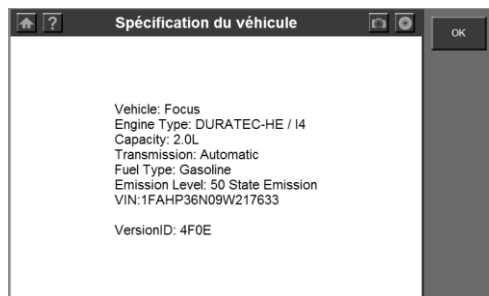 ? Spécification du véhicule
OK
Vehicle: Focus
Engine Type: DURATEC-HE / I4
Capacity: 2.0L
Transmission: Automatic
Fuel Type: Gasoline
Emission Level: 50 State Emission
VIN:1FAHP36N09W217633
VersionID: 4F0E